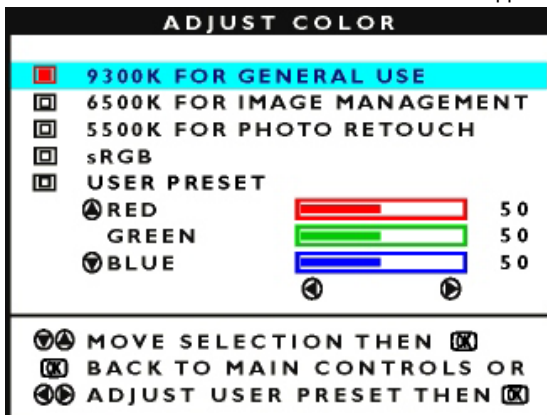 ADJUST COLOR
9300K FOR GENERAL USE
6500K FOR IMAGE MANAGEMENT
5500K FOR PHOTO RETOUCH
sRGB
USER PRESET
RED 50
GREEN 50
BLUE 50
MOVE SELECTION THEN OK
OK BACK TO MAIN CONTROLS OR
ADJUST USER PRESET THEN OK